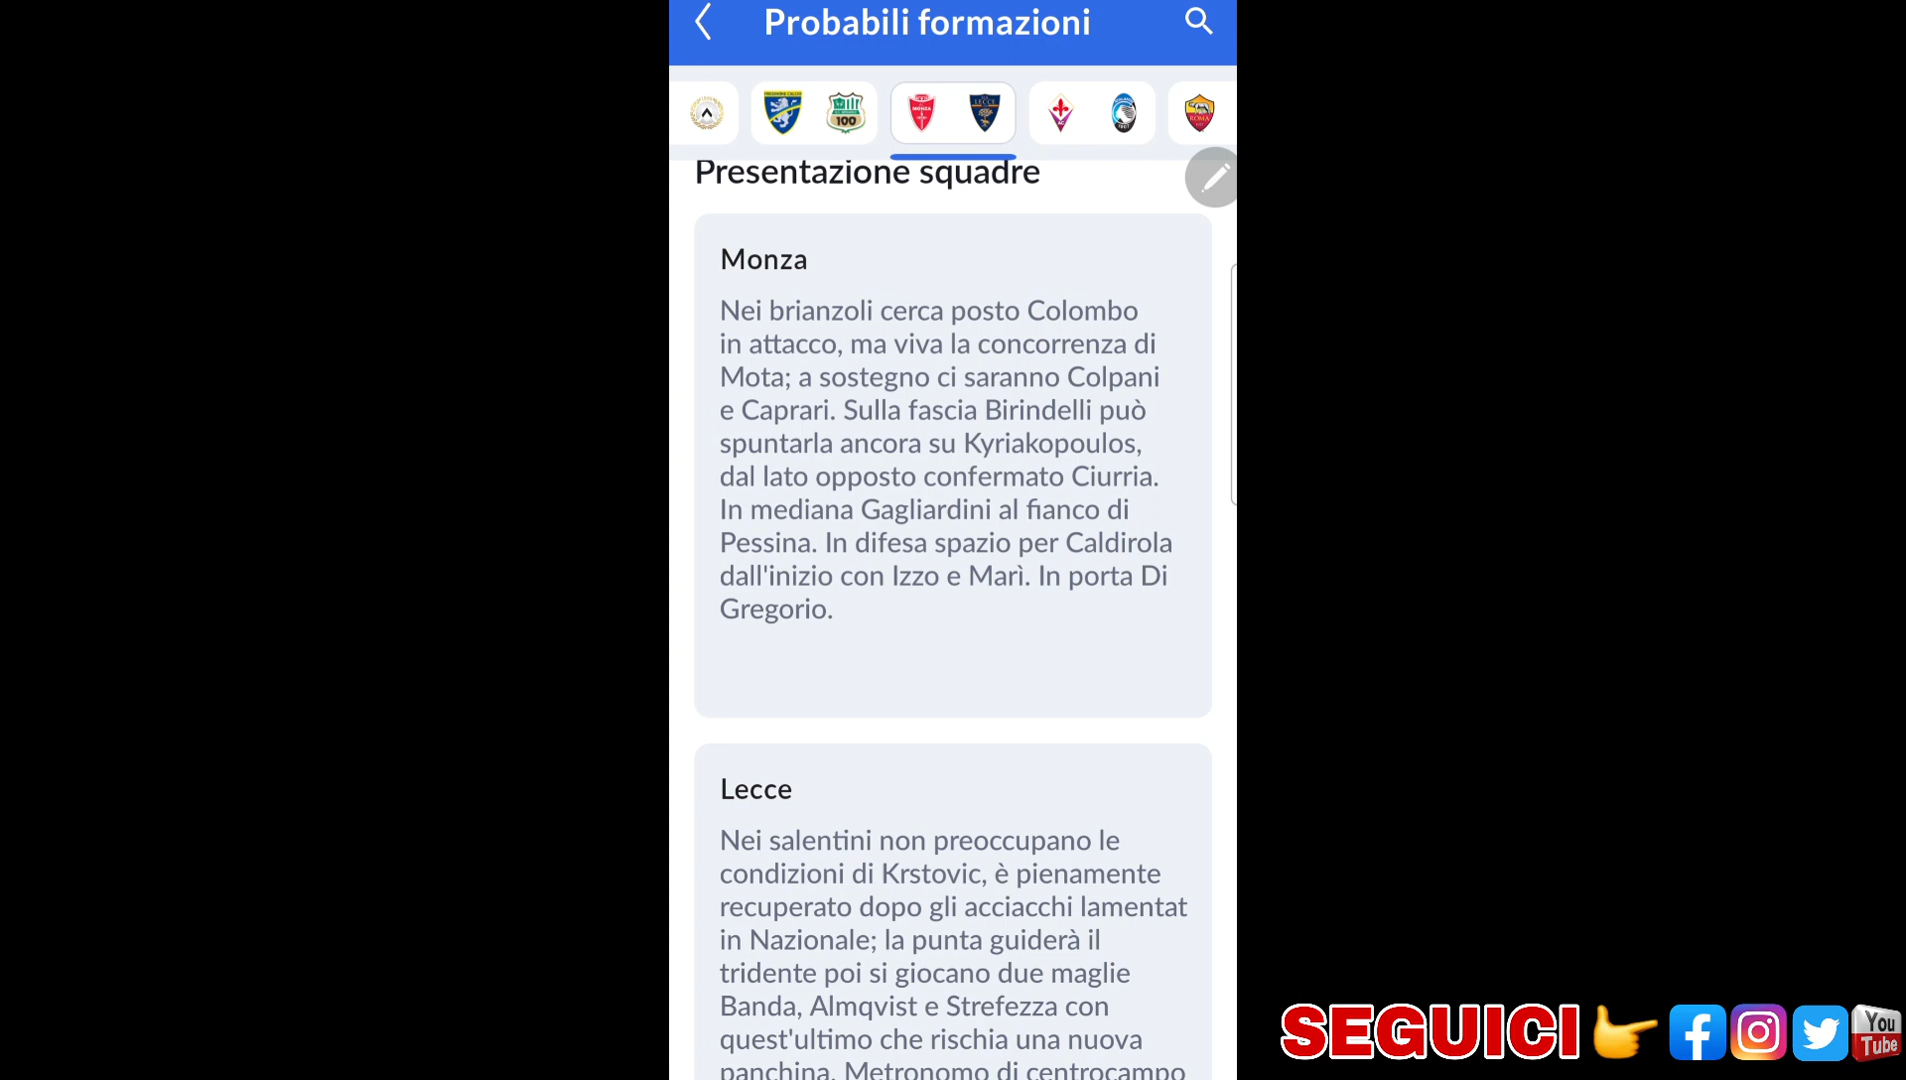 Probabili formazioni
100
MONZA
LECCE
ROMA
Presentazione squadre
Monza
Nei brianzoli cerca posto Colombo
in attacco, ma viva la concorrenza di
Mota; a sostegno ci saranno Colpani
e Caprari. Sulla fascia Birindelli può
spuntarla ancora su Kyriakopoulos,
dal lato opposto confermato Ciurria.
In mediana Gagliardini al fianco di
Pessina. In difesa spazio per Caldirola
dall'inizio con Izzo e Marì. In porta Di
Gregorio.
Lecce
Nei salentini non preoccupano le
condizioni di Krstovic, è pienamente
recuperato dopo gli acciacchi lamentat
in Nazionale; la punta guiderà il
tridente poi si giocano due maglie
Banda, Almqvist e Strefezza con
quest'ultimo che rischia una nuova
panchina. Metronomo di centrocampo
SEGUICI
You
Tube